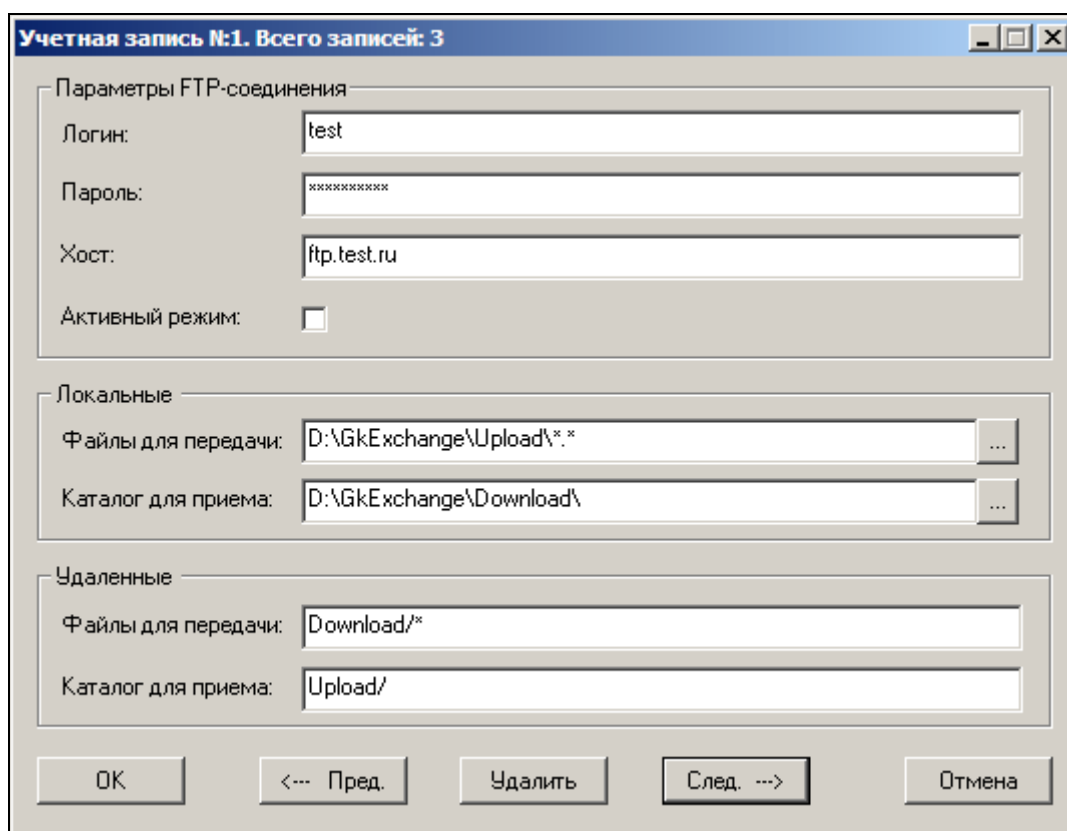 Учетная запись N:1. Всего записей: 3
Параметры FTP-соединения
Логин: test
Пароль: **********
Хост: ftp.test.ru
Активный режим:
Локальные
Файлы для передачи: D:\GkExchange\Upload\*.* ...
Каталог для приема: D:\GkExchange\Download\ ...
Удаленные
Файлы для передачи: Download/*
Каталог для приема: Upload/
OK <--- Пред. Удалить След. ---> Отмена